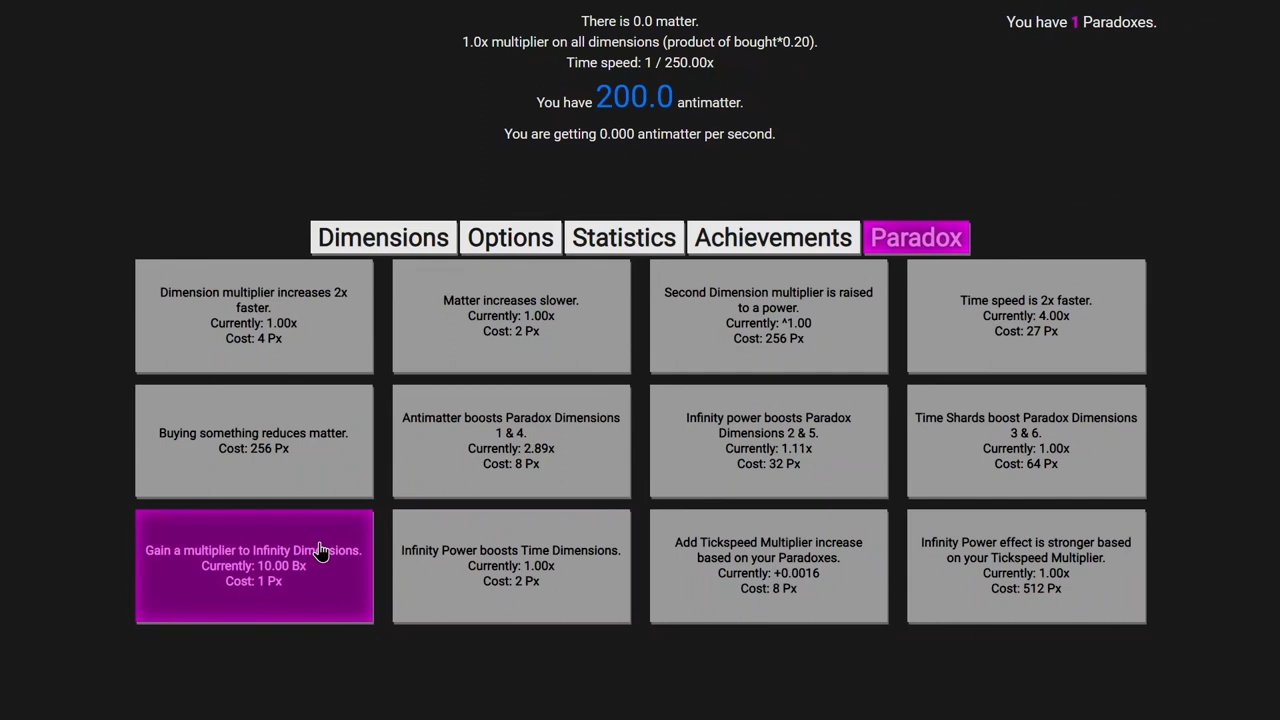 There is 0.0 matter.
You have 1 Paradoxes.
1.0x multiplier on all dimensions (product of bought*0.20).
Time speed: 1 / 250.00x
You have 200.0 antimatter.
You are getting 0.000 antimatter per second.
Dimensions Options Statistics Achievements Paradox
Dimension multiplier increases 2x
faster.
Currently: 1.00x
Cost: 4 Px
Matter increases slower.
Currently: 1.00x
Cost: 2 Px
Second Dimension multiplier is raised
to a power.
Currently: ^1.00
Cost: 256 Px
Time speed is 2x faster.
Currently: 4.00x
Cost: 27 Px
Buying something reduces matter.
Cost: 256 Px
Antimatter boosts Paradox Dimensions
1 & 4.
Currently: 2.89x
Cost: 8 Px
Infinity power boosts Paradox
Dimensions 2 & 5.
Currently: 1.11x
Cost: 32 Px
Time Shards boost Paradox Dimensions
3 & 6.
Currently: 1.00x
Cost: 64 Px
Gain a multiplier to Infinity Dimensions.
Currently: 10.00 Bx
Cost: 1 Px
Infinity Power boosts Time Dimensions.
Currently: 1.00x
Cost: 2 Px
Add Tickspeed Multiplier increase
based on your Paradoxes.
Currently: +0.0016
Cost: 8 Px
Infinity Power effect is stronger based
on your Tickspeed Multiplier.
Currently: 1.00x
Cost: 512 Px